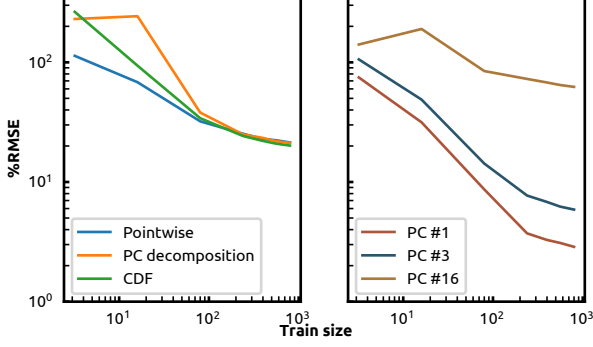 %RMSE
10²
10¹
10⁰
Pointwise
PC decomposition
CDF
10¹
10²
10³
PC #1
PC #3
PC #16
10¹
10²
10³
Train size